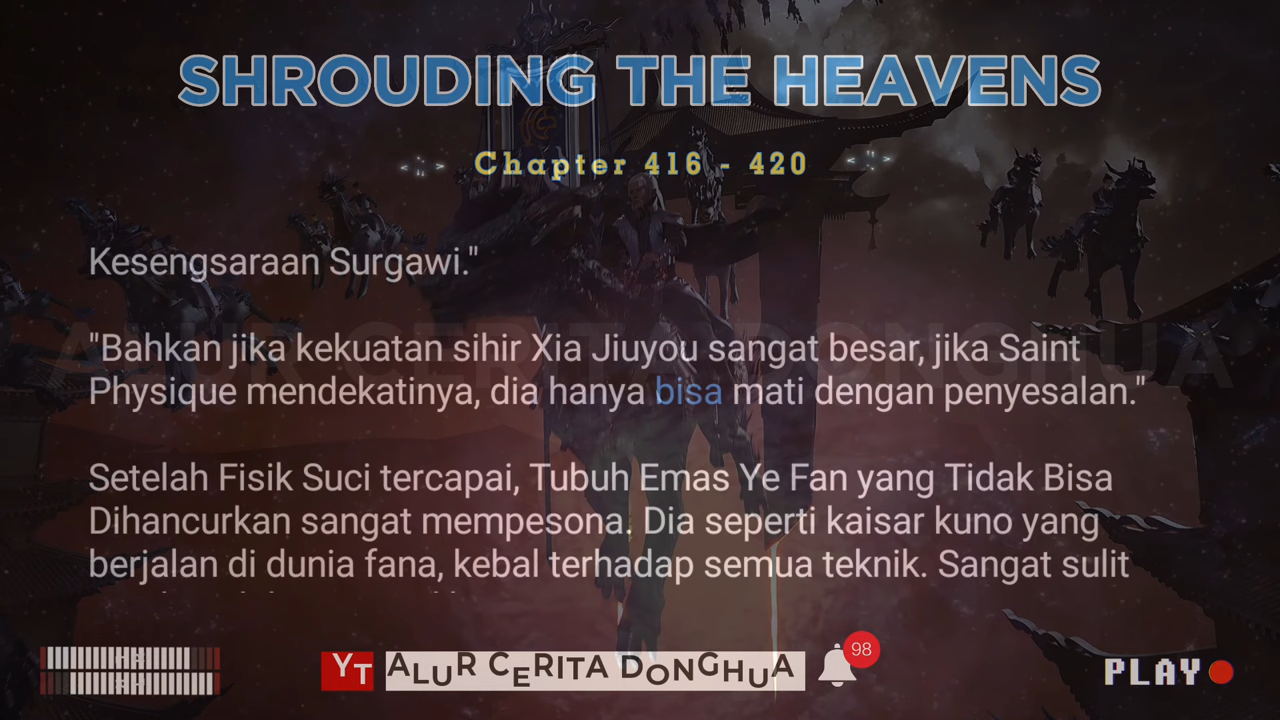 SHROUDING THE HEAVENS
Chapter 416 - 420
Kesengsaraan Surgawi."
"Bahkan jika kekuatan sihir Xia Jiuyou sangat besar, jika Saint
Physique mendekatinya, dia hanya bisa mati dengan penyesalan."
Setelah Fisik Suci tercapai, Tubuh Emas Ye Fan yang Tidak Bisa
Dihancurkan sangat mempesona. Dia seperti kaisar kuno yang
berjalan di dunia fana, kebal terhadap semua teknik. Sangat sulit
ALUR CERITA DONGHUA
YT ALUR CERITA DONGHUA 98
PLAY